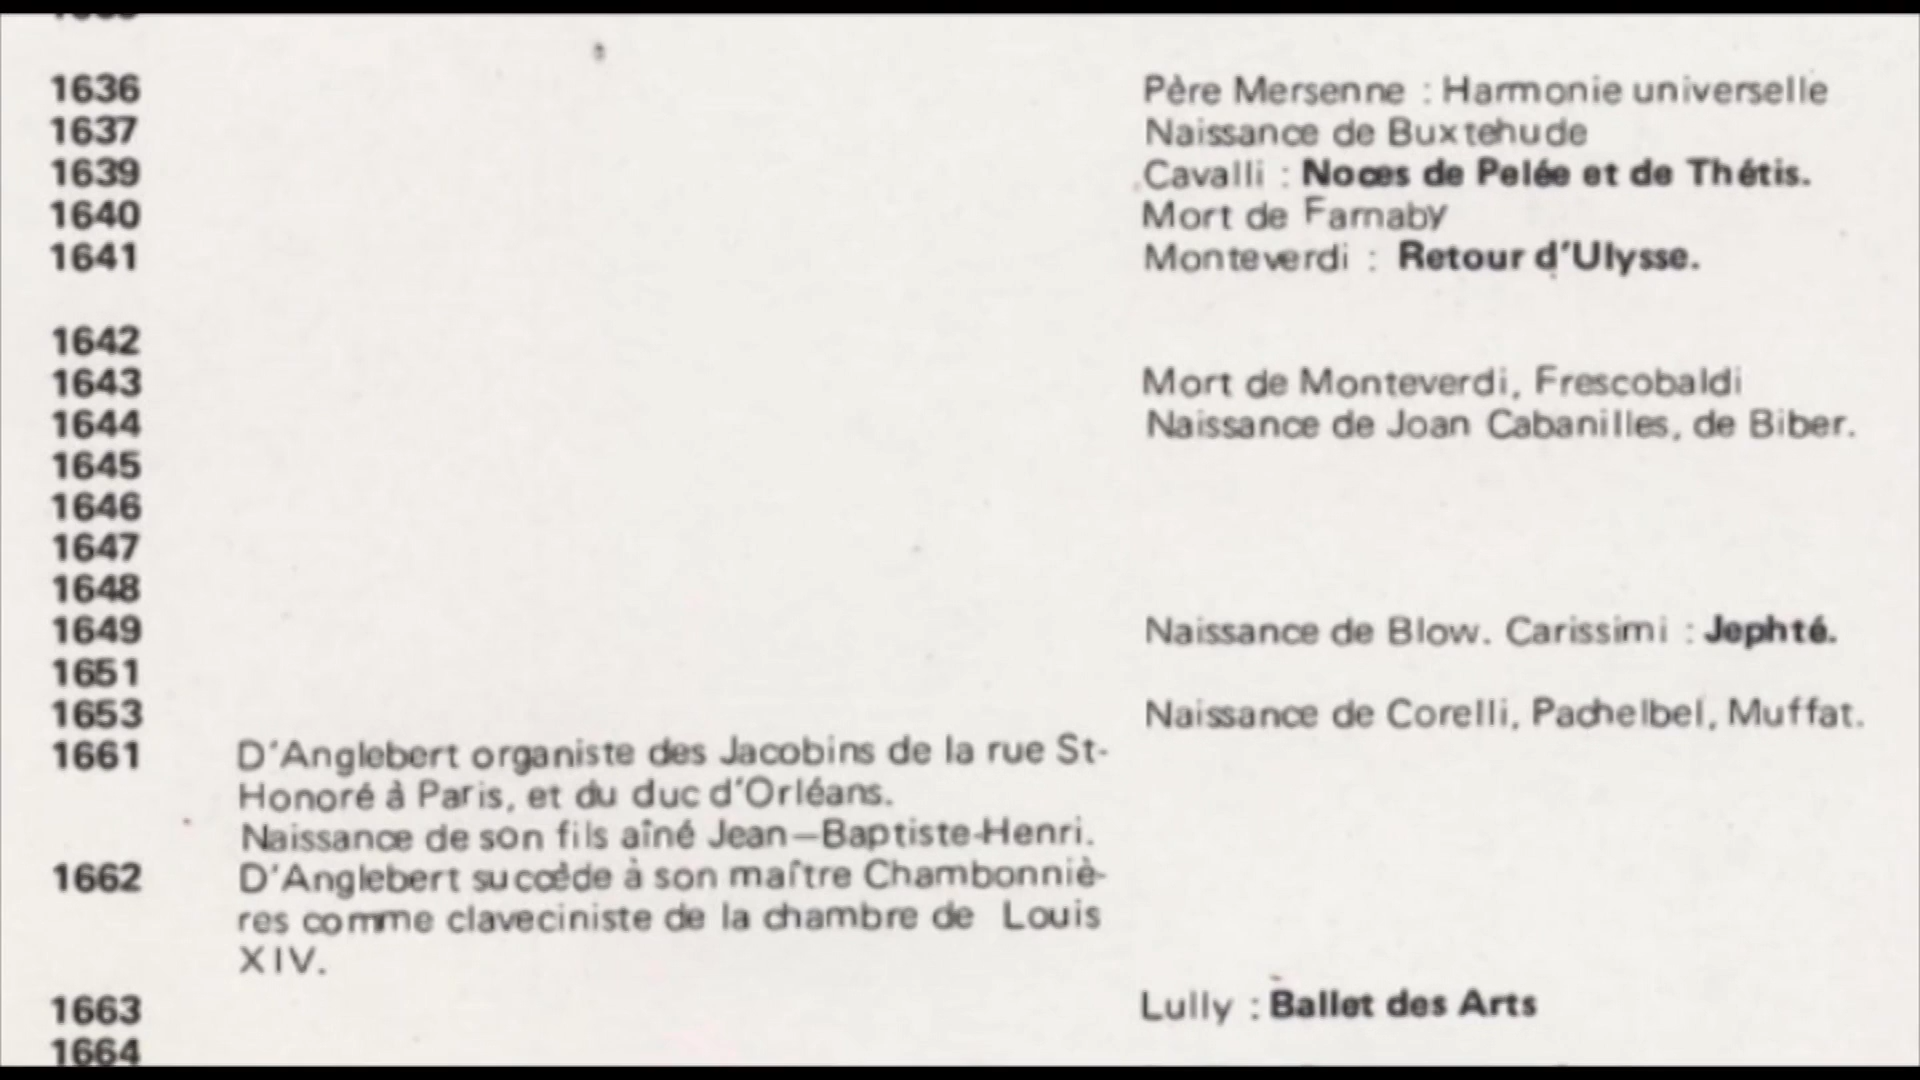 1636 Père Mersenne : Harmonie universelle
1637 Naissance de Buxtehude
1639 Cavalli : Noces de Pelée et de Thétis.
1640 Mort de Farnaby
1641 Monteverdi : Retour d'Ulysse.
1642
1643 Mort de Monteverdi, Frescobaldi
1644 Naissance de Joan Cabanilles, de Biber.
1645
1646
1647
1648
1649 Naissance de Blow. Carissimi : Jephté.
1651
1653 Naissance de Corelli, Pachelbel, Muffat.
1661 D'Anglebert organiste des Jacobins de la rue St-
Honoré à Paris, et du duc d'Orléans.
Naissance de son fils aîné Jean—Baptiste-Henri.
1662 D'Anglebert succède à son maître Chambonniè-
res comme claveciniste de la chambre de Louis
XIV.
1663 Lully : Ballet des Arts
1664